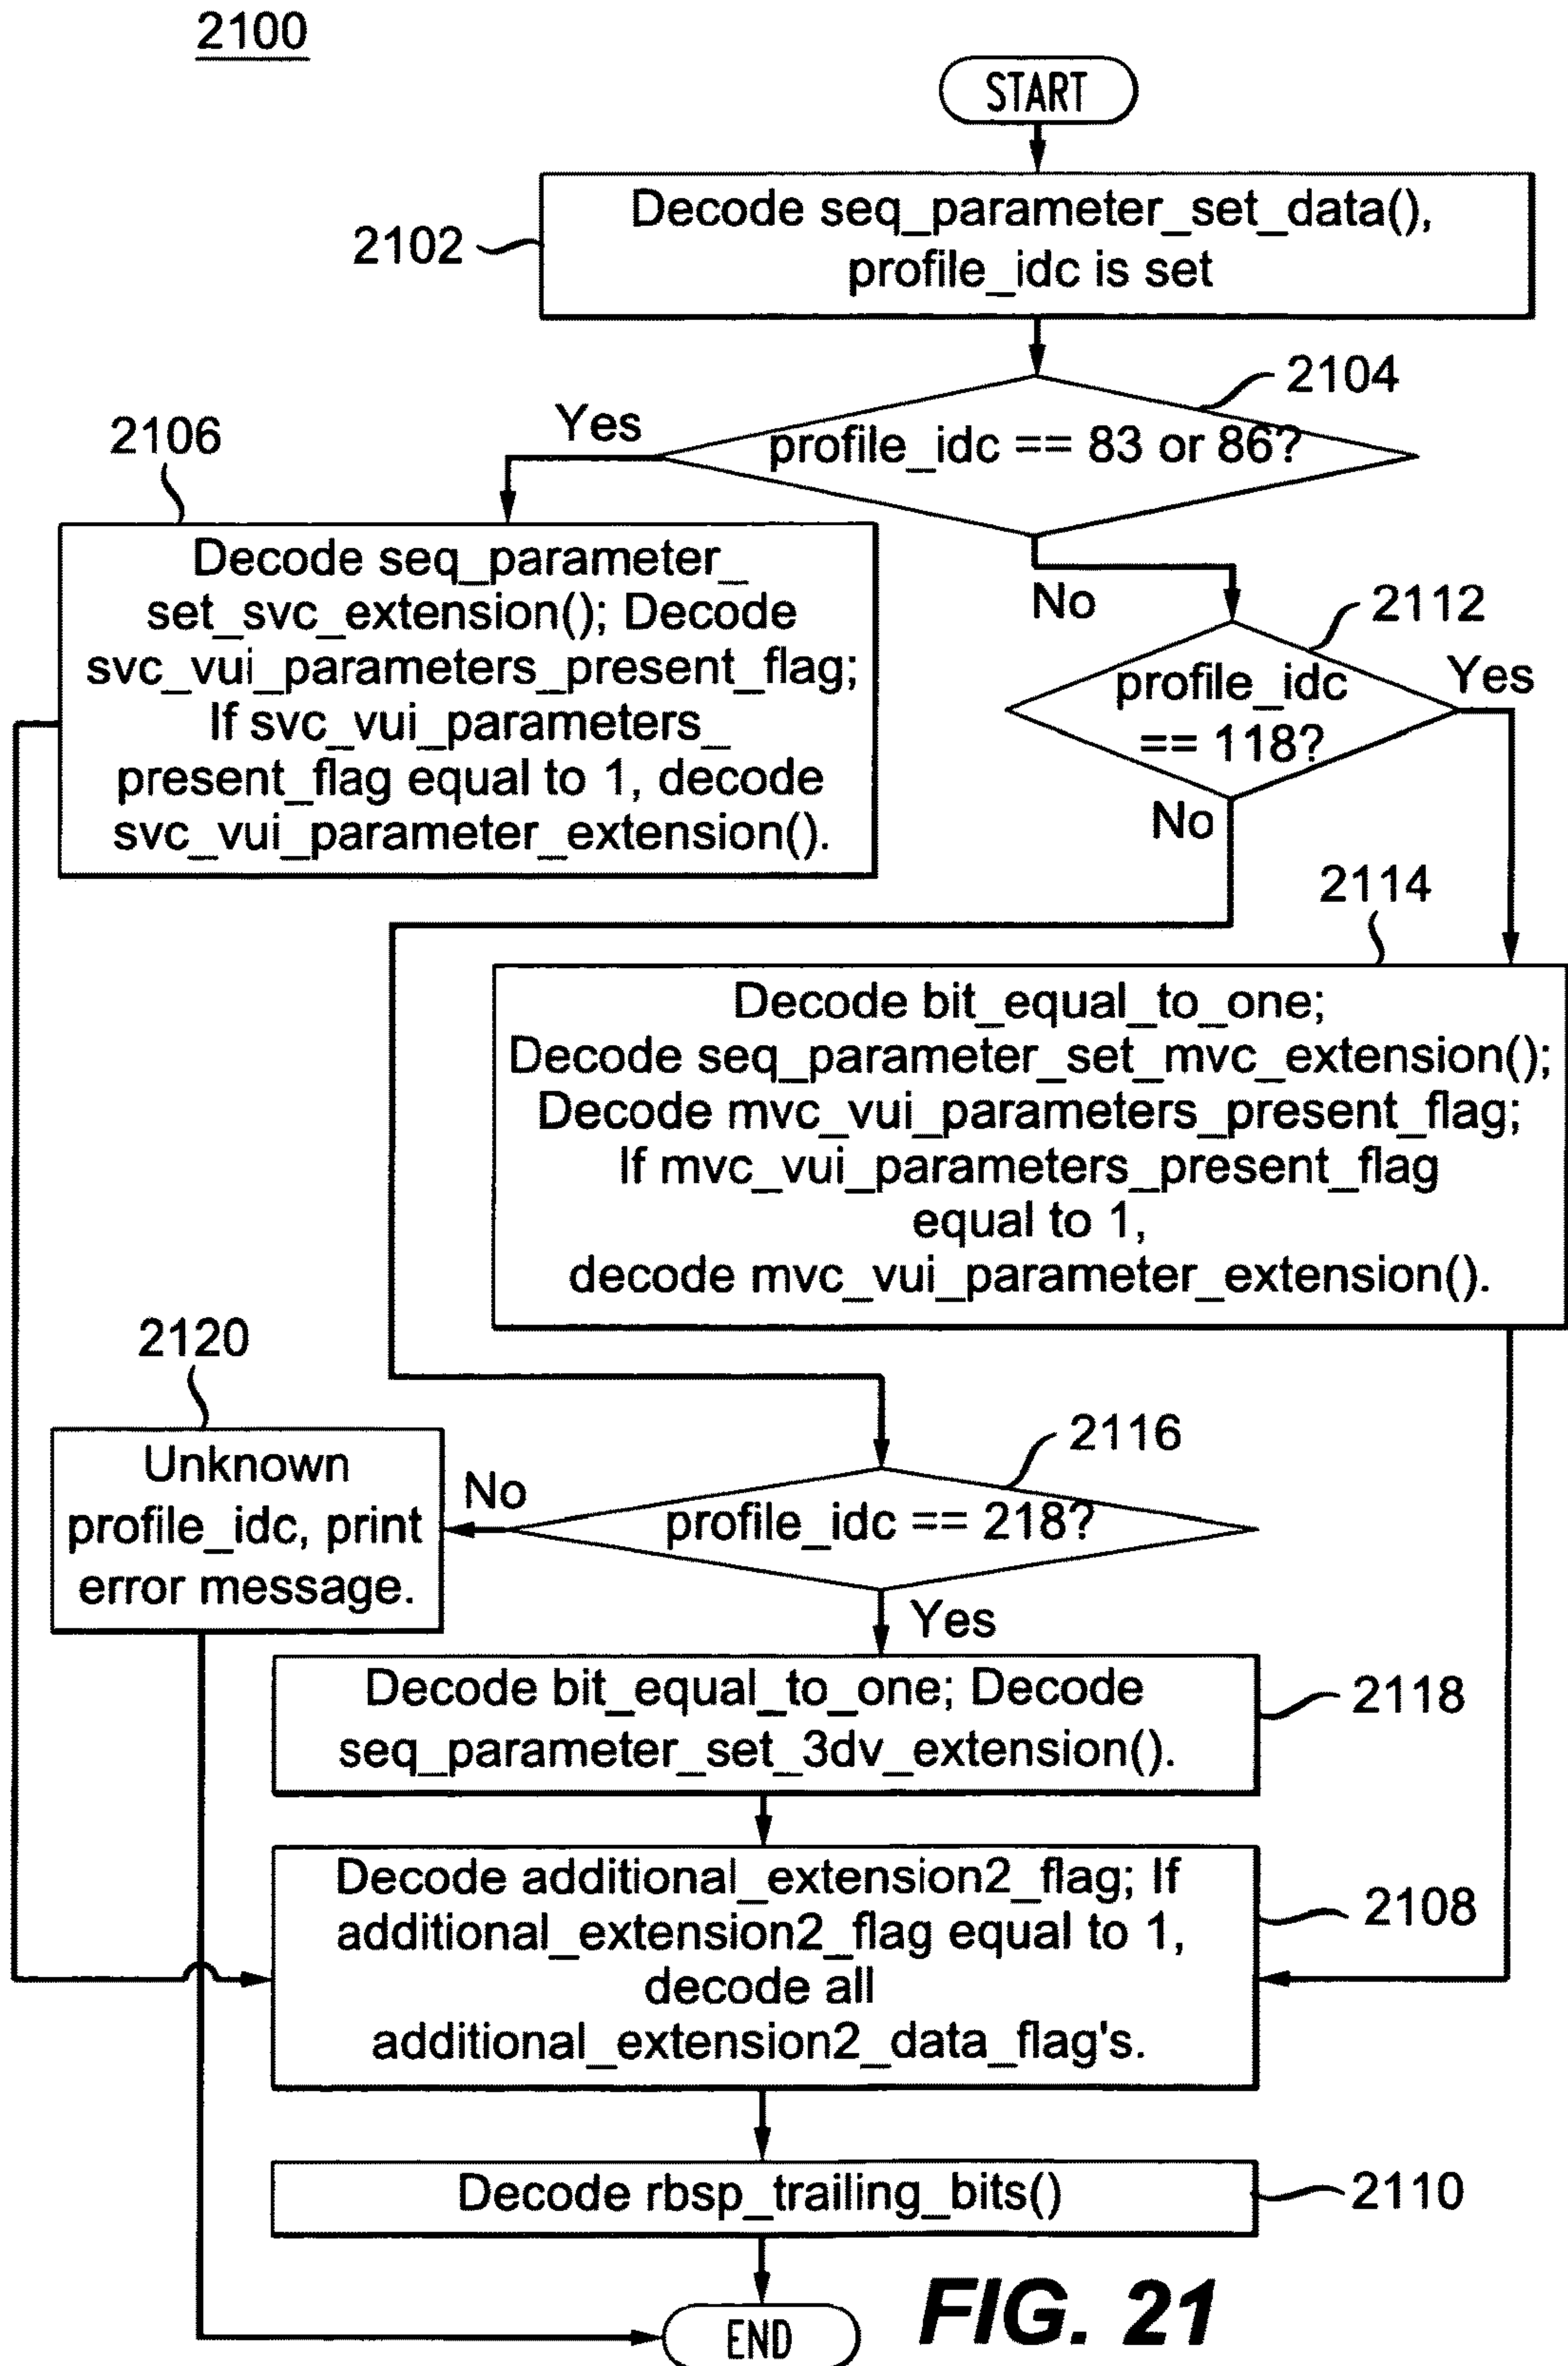 2100
START
2102
Decode seq_parameter_set_data(),
profile_idc is set
2104
profile_idc == 83 or 86?
Yes
No
2106
Decode seq_parameter_
set_svc_extension(); Decode
svc_vui_parameters_present_flag;
If svc_vui_parameters_
present_flag equal to 1, decode
svc_vui_parameter_extension().
2112
profile_idc
== 118?
Yes
No
2114
Decode bit_equal_to_one;
Decode seq_parameter_set_mvc_extension();
Decode mvc_vui_parameters_present_flag;
If mvc_vui_parameters_present_flag
equal to 1,
decode mvc_vui_parameter_extension().
2116
profile_idc == 218?
No
Yes
2120
Unknown
profile_idc, print
error message.
Decode bit_equal_to_one; Decode
seq_parameter_set_3dv_extension().
2118
Decode additional_extension2_flag; If
additional_extension2_flag equal to 1,
decode all
additional_extension2_data_flag's.
2108
Decode rbsp_trailing_bits()
2110
END
FIG. 21